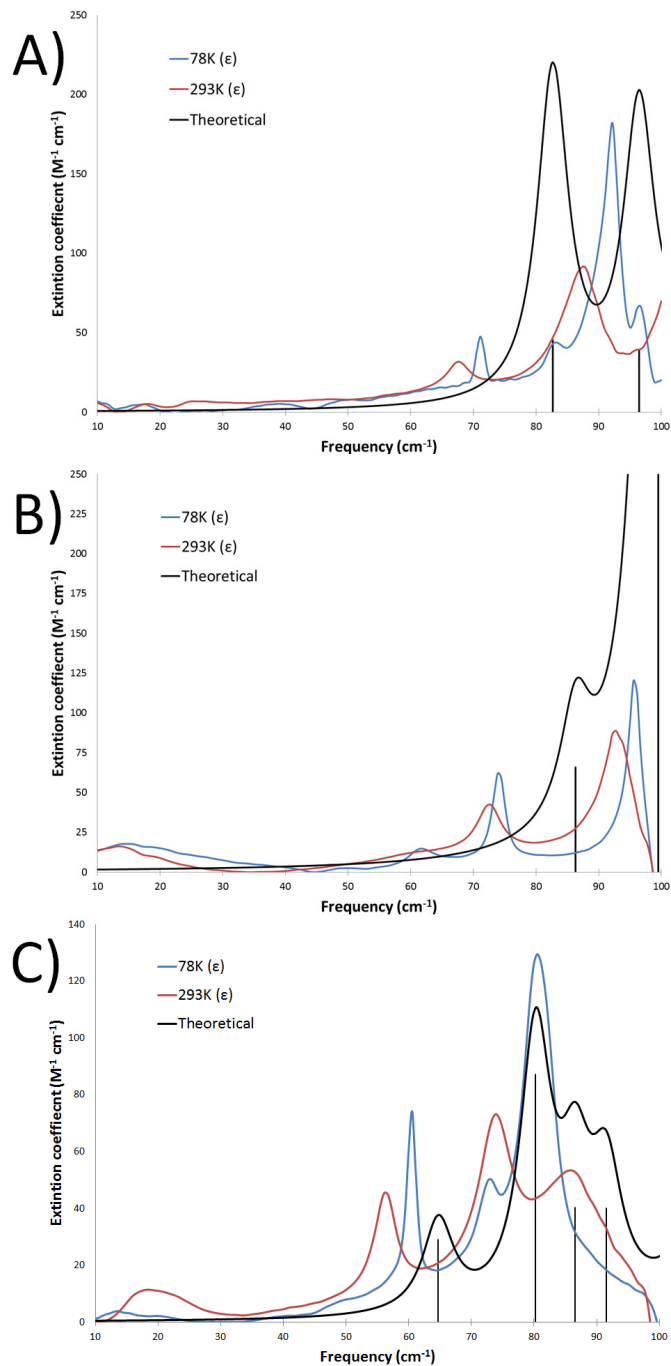 A)
78K (ε)
293K (ε)
Theoretical
Extintion coeffiecnt (M⁻¹ cm⁻¹)
250
200
150
100
50
0
10 20 30 40 50 60 70 80 90 100
Frequency (cm⁻¹)
B)
78K (ε)
293K (ε)
Theoretical
Extintion coeffiecnt (M⁻¹ cm⁻¹)
250
225
200
175
150
125
100
75
50
25
0
10 20 30 40 50 60 70 80 90 100
Frequency (cm⁻¹)
C)
78K (ε)
293K (ε)
Theoretical
Extintion coeffiecnt (M⁻¹ cm⁻¹)
140
120
100
80
60
40
20
0
10 20 30 40 50 60 70 80 90 100
Frequency (cm⁻¹)